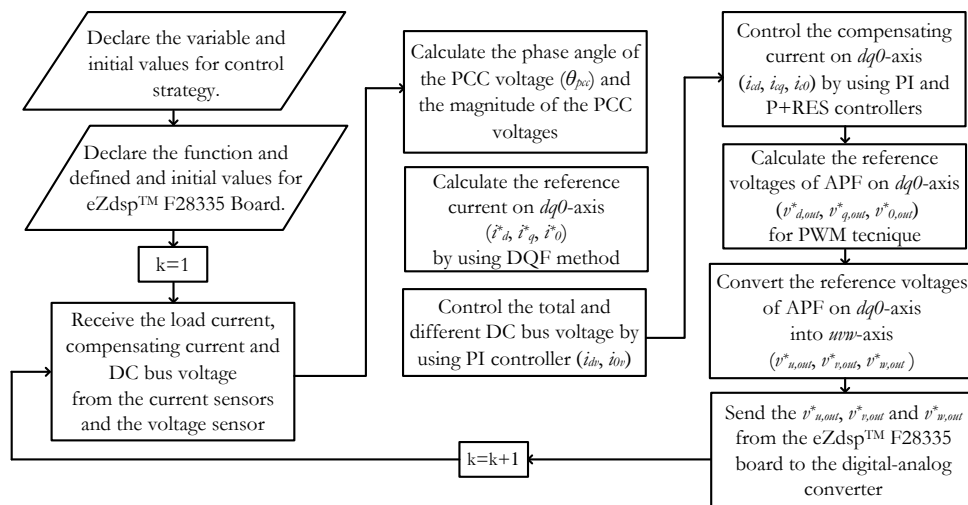 Declare the variable and
initial values for control
strategy.
Declare the function and
defined and initial values for
eZdsp™ F28335 Board.
k=1
Receive the load current,
compensating current and
DC bus voltage
from the current sensors
and the voltage sensor
Calculate the phase angle of
the PCC voltage (θpcc) and
the magnitude of the PCC
voltages
Calculate the reference
current on dq0-axis
(i*d, i*q, i*0)
by using DQF method
Control the total and
different DC bus voltage by
using PI controller (idv, i0v)
Control the compensating
current on dq0-axis
(icd, icq, ic0) by using PI and
P+RES controllers
Calculate the reference
voltages of APF on dq0-axis
(v*d,out, v*q,out, v*0,out)
for PWM tecnique
Convert the reference voltages
of APF on dq0-axis
into uvw-axis
(v*u,out, v*v,out, v*w,out )
Send the v*u,out, v*v,out and v*w,out
from the eZdsp™ F28335
board to the digital-analog
converter
k=k+1